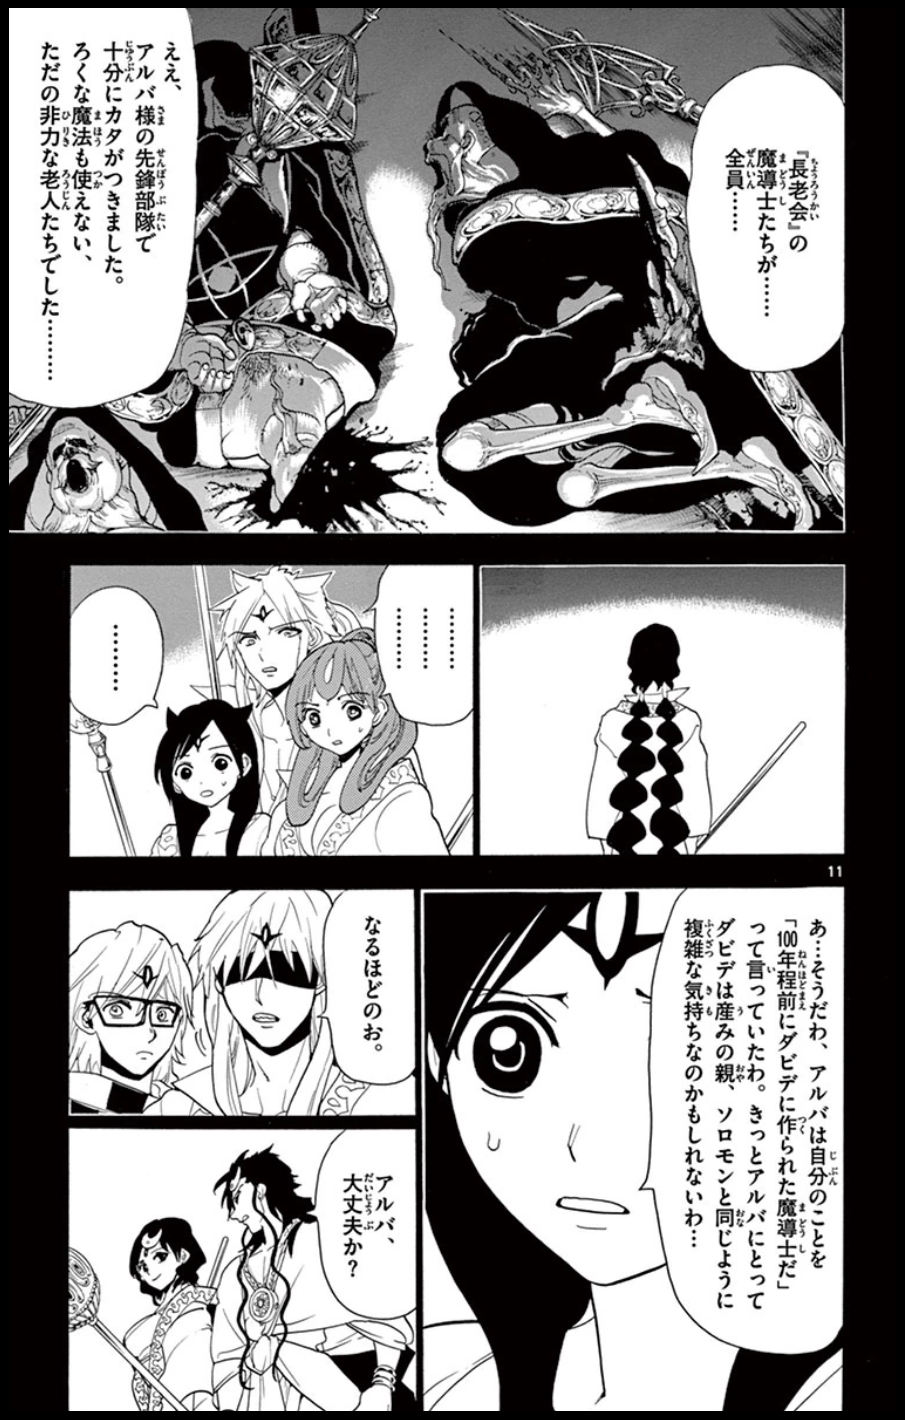 『長老会』の
魔導士たちが……
全員……
ええ、
アルバ様の先鋒部隊で
十分にカタがつきました。
ろくな魔法も使えない、
ただの非力な老人たちでした………
………
………
………
11
あ…そうだわ、アルバは自分のことを
「100年程前にダビデに作られた魔導士だ」
って言っていたわ。きっとアルバにとって
ダビデは産みの親、ソロモンと同じように
複雑な気持ちなのかもしれないわ…
なるほどのお。
アルバ、
大丈夫か?